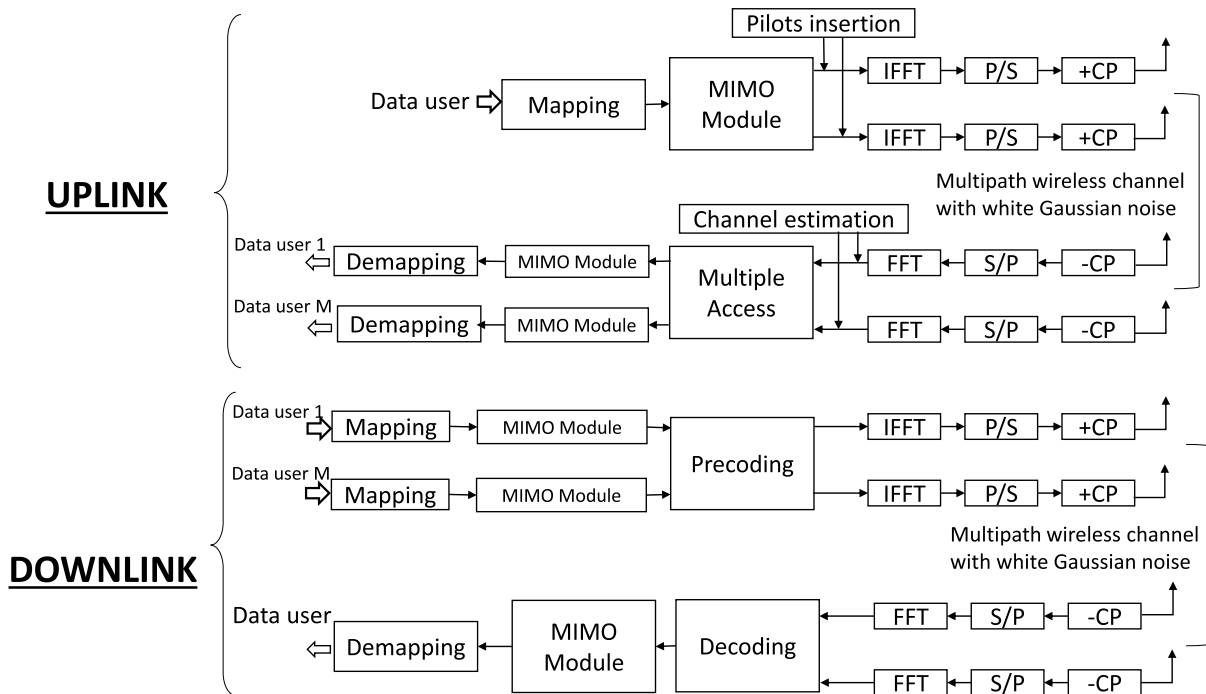 Pilots insertion
IFFT P/S +CP
Data user Mapping MIMO Module
IFFT P/S +CP
UPLINK
Multipath wireless channel
with white Gaussian noise
Channel estimation
Data user 1
Demapping MIMO Module Multiple Access FFT S/P -CP
Data user M
Demapping MIMO Module FFT S/P -CP
Data user 1
Mapping MIMO Module IFFT P/S +CP
Precoding
Data user M
Mapping MIMO Module IFFT P/S +CP
Multipath wireless channel
with white Gaussian noise
DOWNLINK
Data user
FFT S/P -CP
Demapping MIMO Module Decoding
FFT S/P -CP